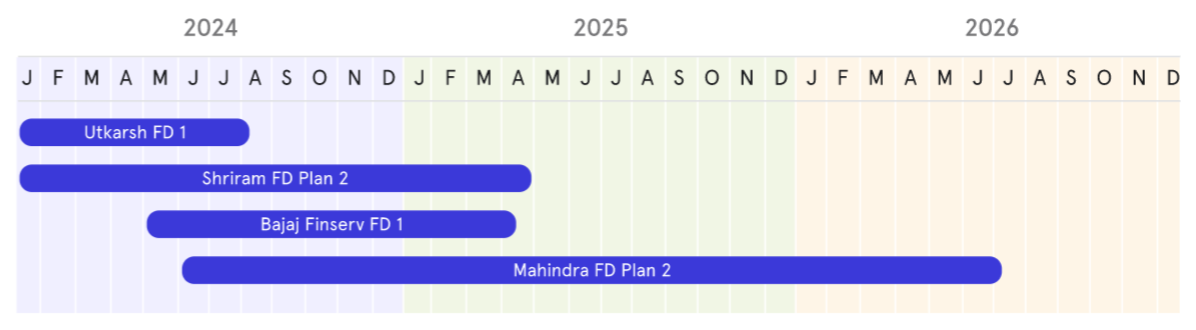 2024 2025 2026
J F M A M J J A S O N D J F M A M J J A S O N D J F M A M J J A S O N D
Utkarsh FD 1
Shriram FD Plan 2
Bajaj Finserv FD 1
Mahindra FD Plan 2